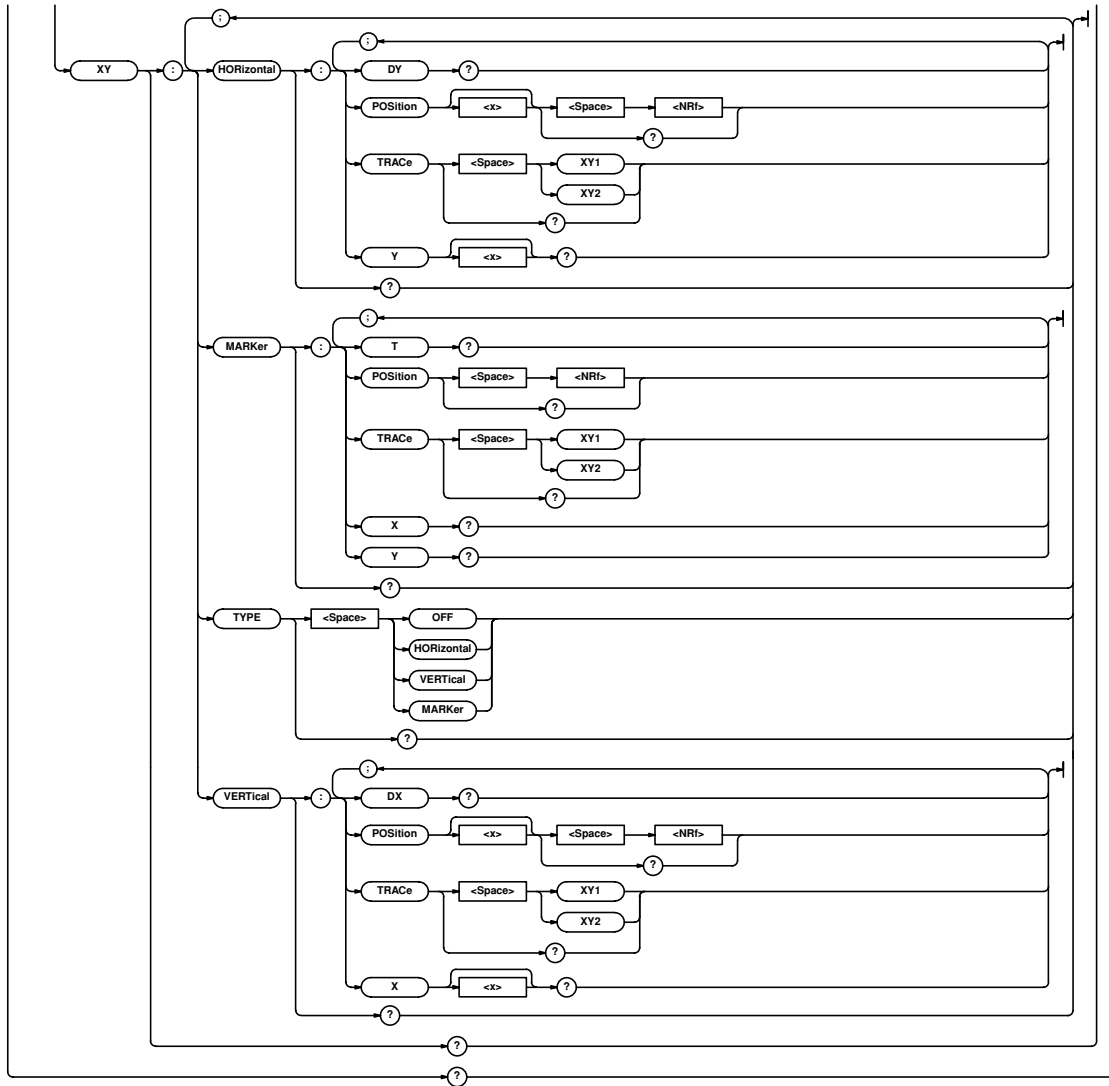 ;
;
XY : HORizontal : DY ?
POSition <x> <Space> <NRf>
?
TRACe <Space> XY1
XY2
?
Y <x> ?
?
;
MARKer : T ?
POSition <Space> <NRf>
?
TRACe <Space> XY1
XY2
?
X ?
Y ?
?
TYPE <Space> OFF
HORizontal
VERTical
MARKer
?
;
VERTical : DX ?
POSition <x> <Space> <NRf>
?
TRACe <Space> XY1
XY2
?
X <x> ?
?
?
?